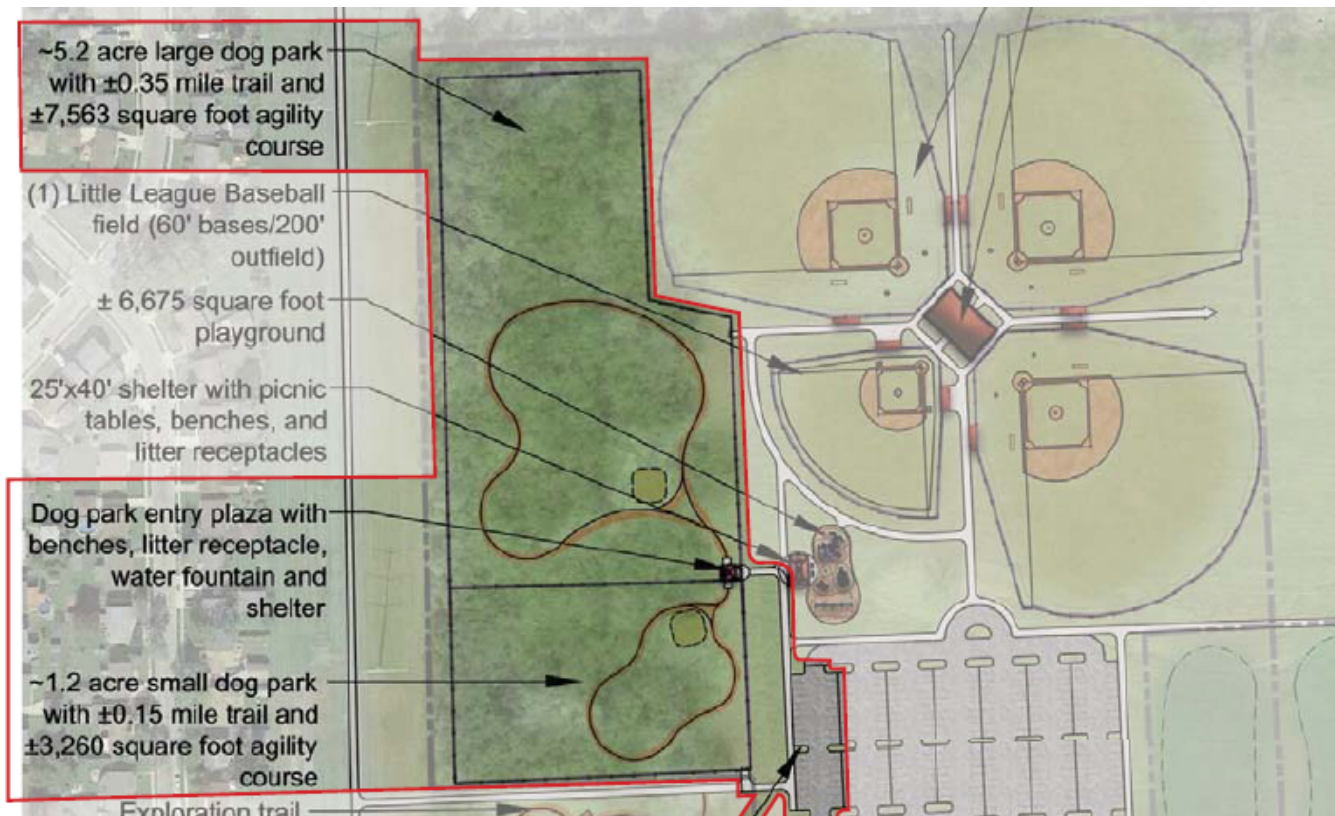 ~5.2 acre large dog park
with ±0.35 mile trail and
±7,563 square foot agility
course
(1) Little League Baseball
field (60' bases/200'
outfield)
± 6,675 square foot
playground
25'x40' shelter with picnic
tables, benches, and
litter receptacles
Dog park entry plaza with
benches, litter receptacle,
water fountain and
shelter
~1.2 acre small dog park
with ±0.15 mile trail and
±3,260 square foot agility
course
Exploration trail